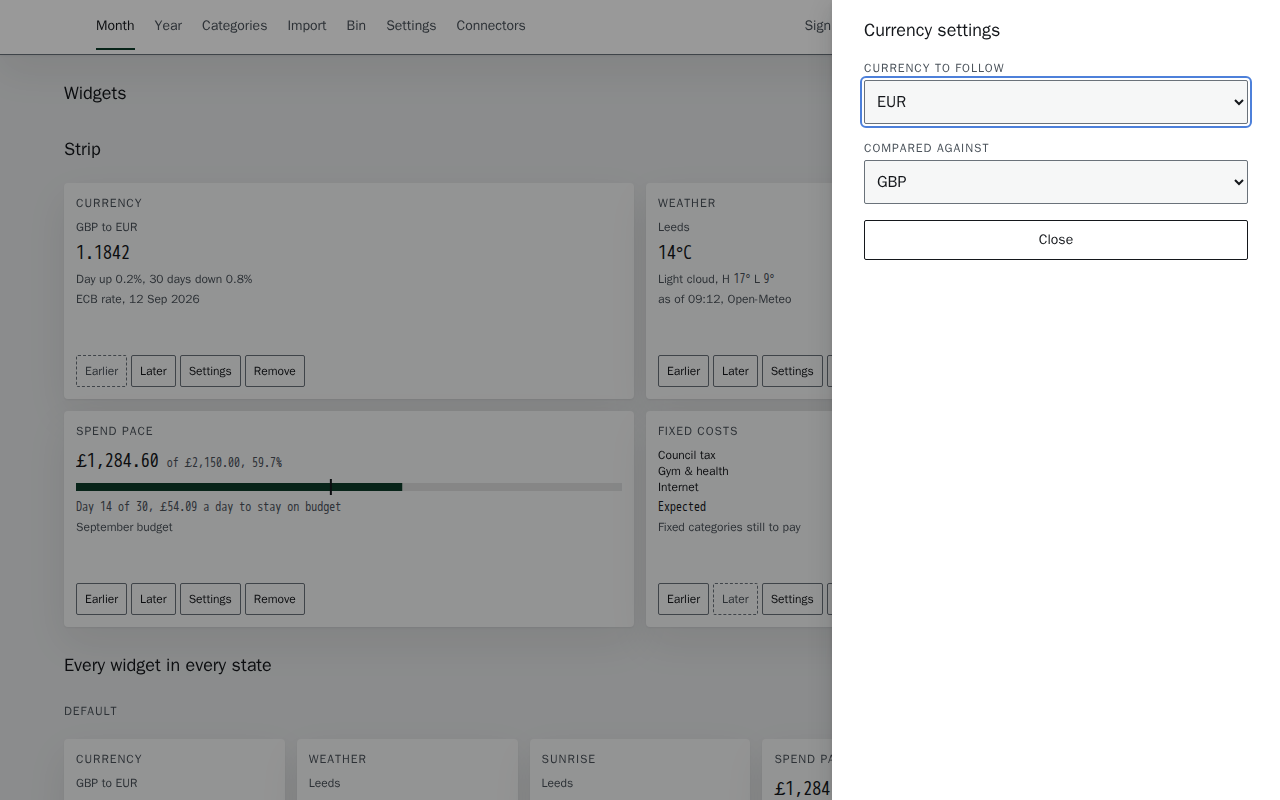 Month Year Categories Import Bin Settings Connectors Sign
Widgets
Strip
CURRENCY
GBP to EUR
1.1842
Day up 0.2%, 30 days down 0.8%
ECB rate, 12 Sep 2026
Earlier Later Settings Remove
WEATHER
Leeds
14°C
Light cloud, H 17° L 9°
as of 09:12, Open-Meteo
Earlier Later Settings
SPEND PACE
£1,284.60 of £2,150.00, 59.7%
Day 14 of 30, £54.09 a day to stay on budget
September budget
Earlier Later Settings Remove
FIXED COSTS
Council tax
Gym & health
Internet
Expected
Fixed categories still to pay
Earlier Later Settings
Every widget in every state
DEFAULT
CURRENCY
GBP to EUR
WEATHER
Leeds
SUNRISE
Leeds
SPEND PA
£1,284
Currency settings
CURRENCY TO FOLLOW
EUR
COMPARED AGAINST
GBP
Close